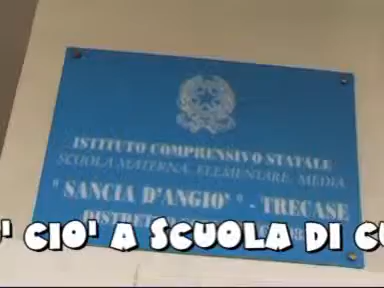 ISTITUTO COMPRENSIVO STATALE
SCUOLA MATERNA, ELEMENTARE, MEDIA
"SANCIA D'ANGIO'" - TRECASE
CIO' A SCUOLA DI